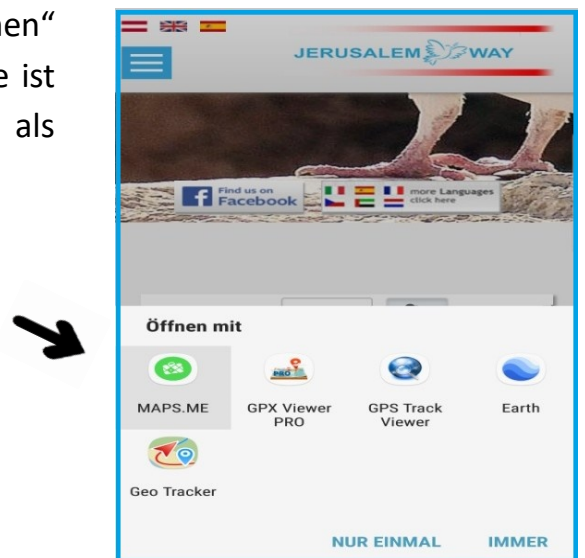 nen“
e ist
als
JERUSALEM WAY
Find us on
Facebook
more Languages
click here
Öffnen mit
MAPS.ME
GPX Viewer
PRO
GPS Track
Viewer
Earth
Geo Tracker
NUR EINMAL IMMER